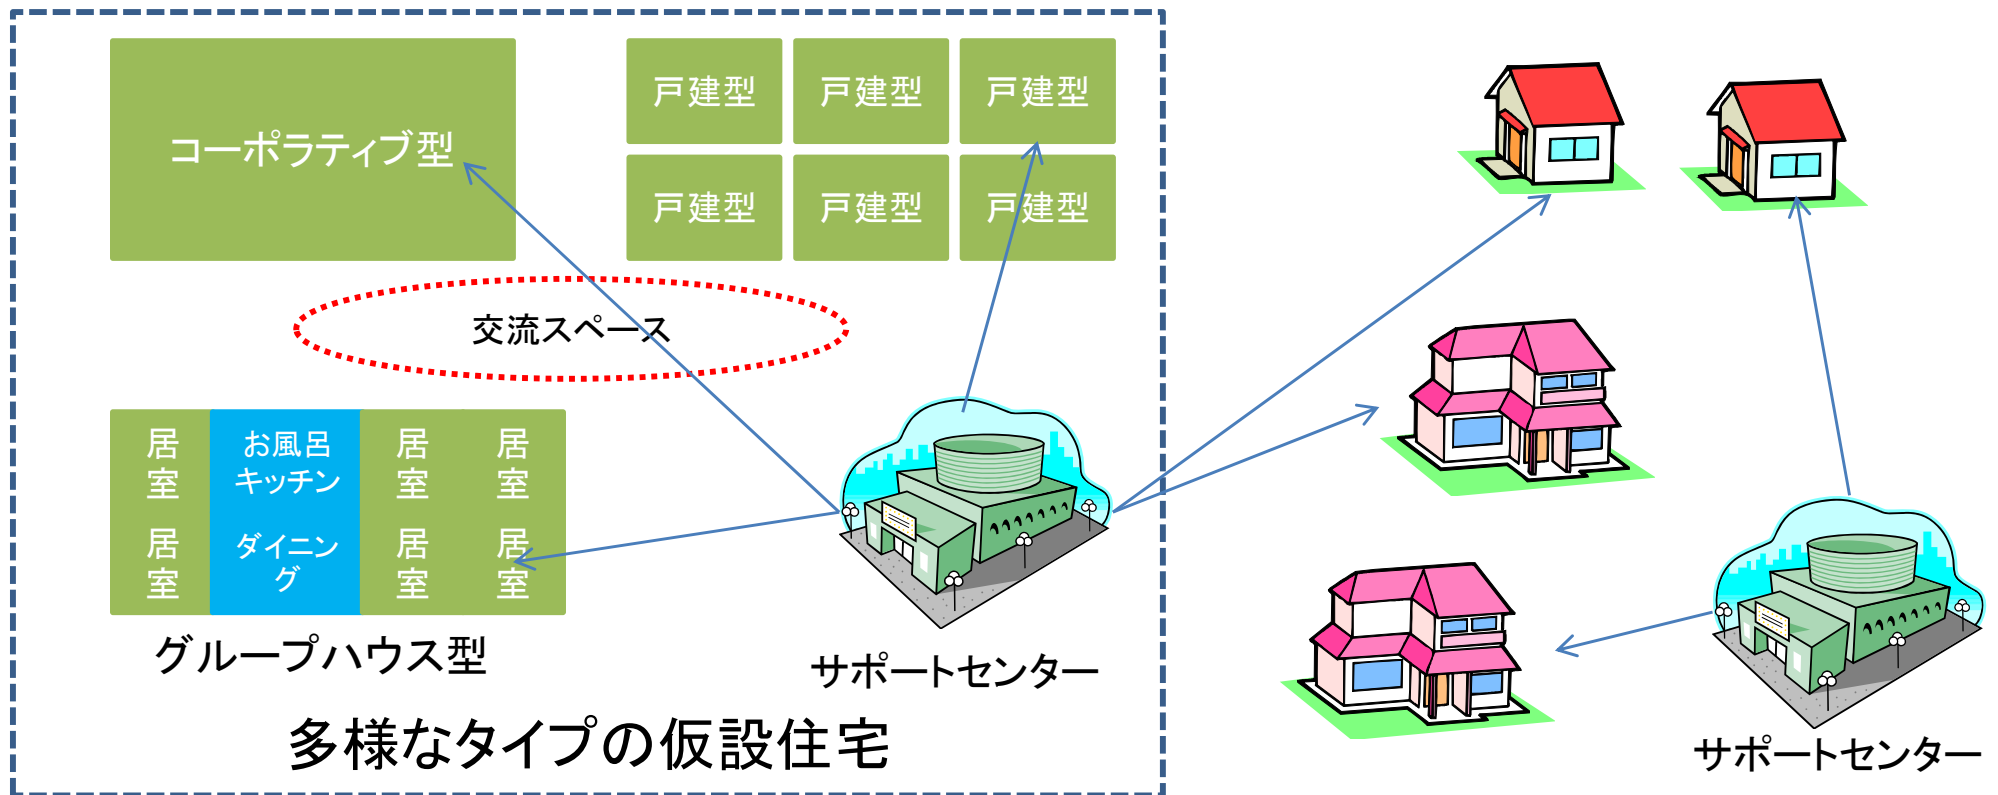 コーポラティブ型
戸建型
戸建型
戸建型
戸建型
戸建型
戸建型
交流スペース
居室
お風呂
キッチン
居室
居室
居室
ダイニン
グ
居室
居室
グループハウス型
サポートセンター
多様なタイプの仮設住宅
サポートセンター